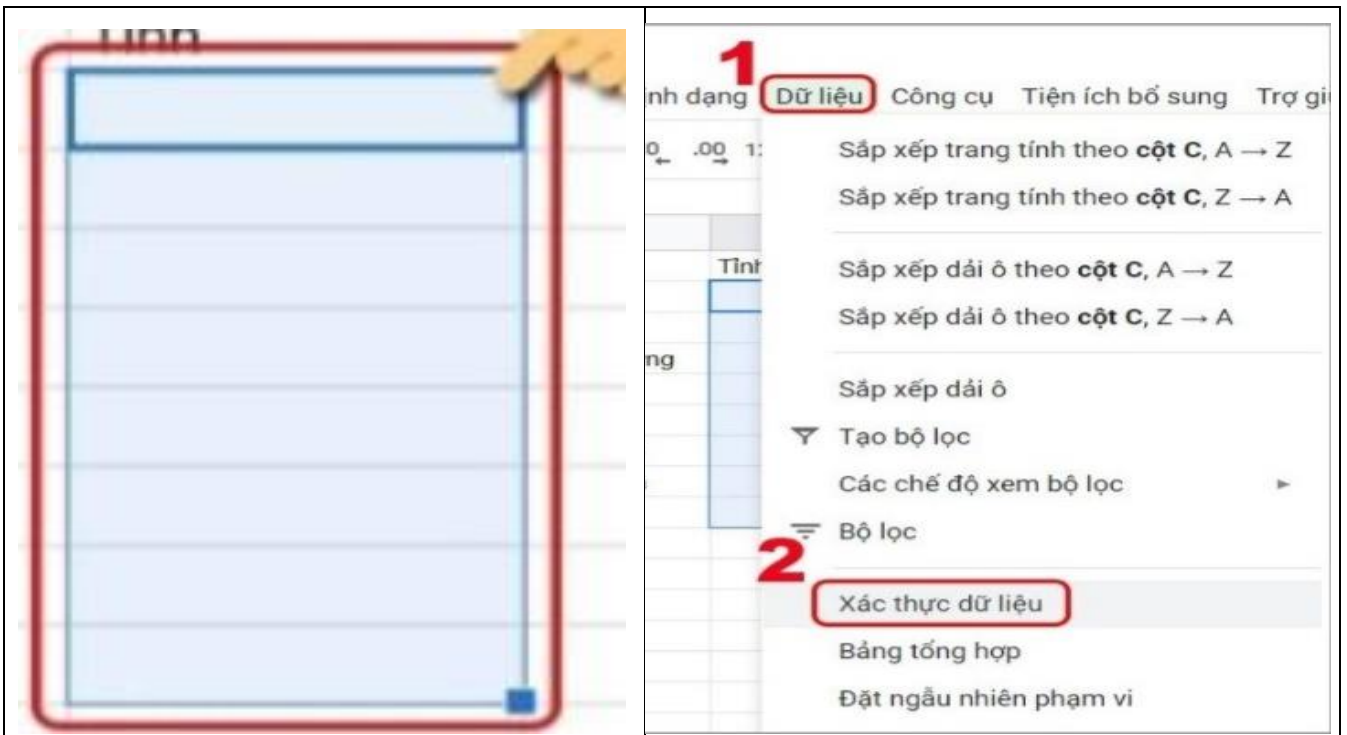 Tỉnh
1
nh dạng Dữ liệu Công cụ Tiện ích bổ sung Trợ gi
.00
Sắp xếp trang tính theo cột C, A → Z
Sắp xếp trang tính theo cột C, Z → A
Tỉnh
Sắp xếp dải ô theo cột C, A → Z
Sắp xếp dải ô theo cột C, Z → A
ng
Sắp xếp dải ô
Tạo bộ lọc
Các chế độ xem bộ lọc
Bộ lọc
2
Xác thực dữ liệu
Bảng tổng hợp
Đặt ngẫu nhiên phạm vi